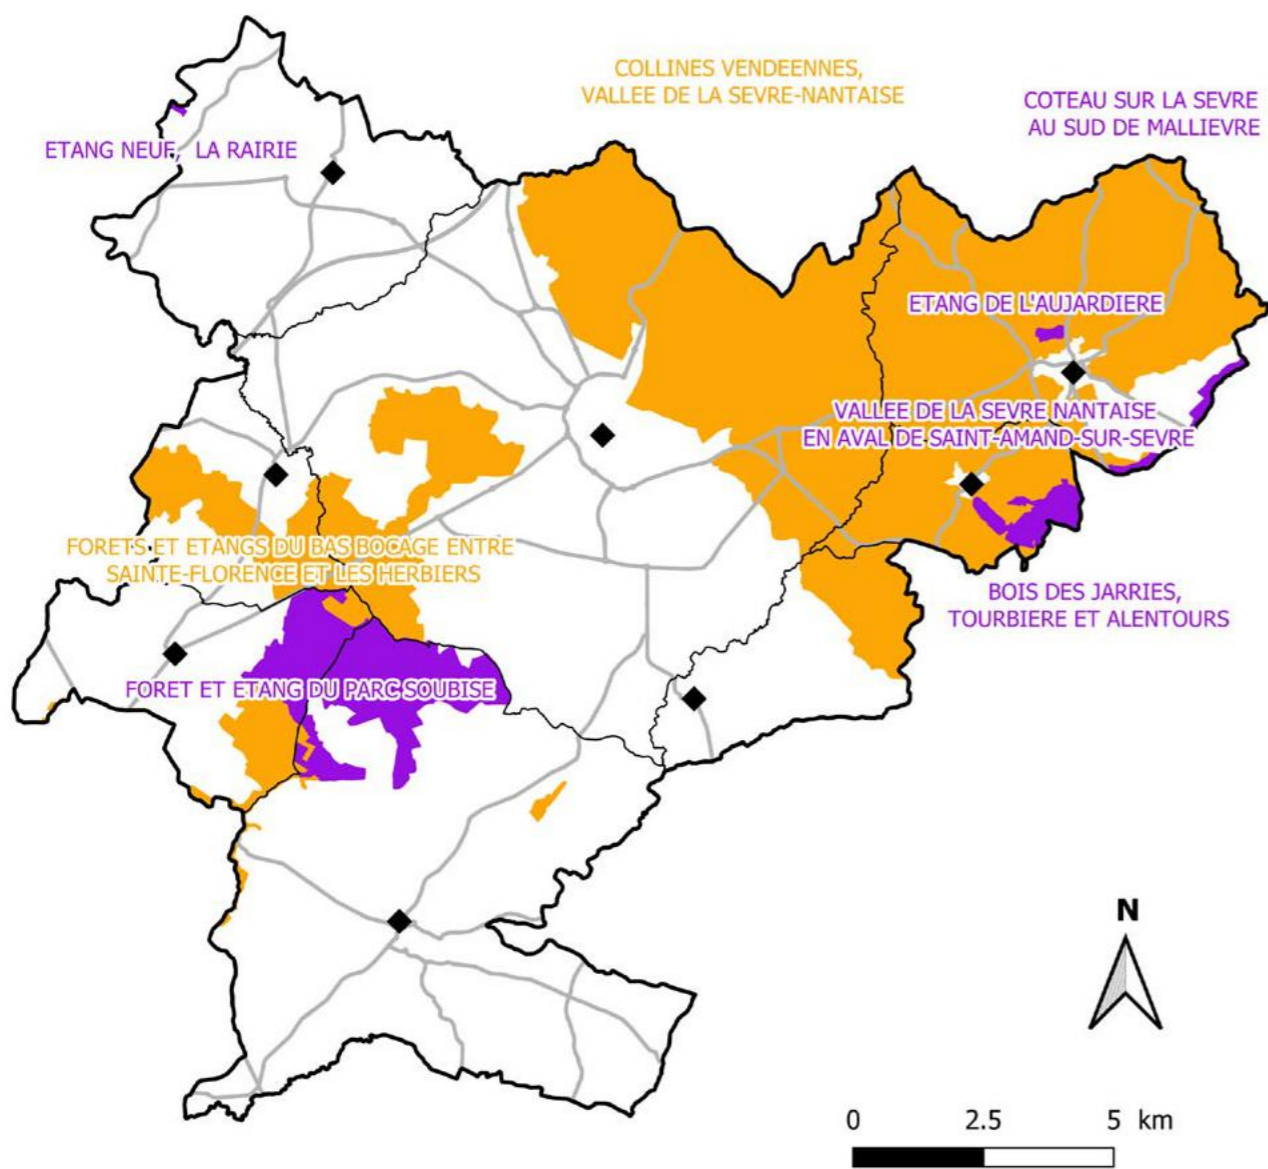 COLLINES VENDEENNES,
VALLEE DE LA SEVRE-NANTAISE
COTEAU SUR LA SEVRE
AU SUD DE MALLIEVRE
ETANG NEUF, LA RAIRIE
ETANG DE L'AUJARDIERE
VALLEE DE LA SEVRE NANTAISE
EN AVAL DE SAINT-AMAND-SUR-SEVRE
FORETS ET ETANGS DU BAS BOCAGE ENTRE
SAINTE-FLORENCE ET LES HERBIERS
BOIS DES JARRIES,
TOURBIERE ET ALENTOURS
FORET ET ETANG DU PARC SOUBISE
N
0 2.5 5 km